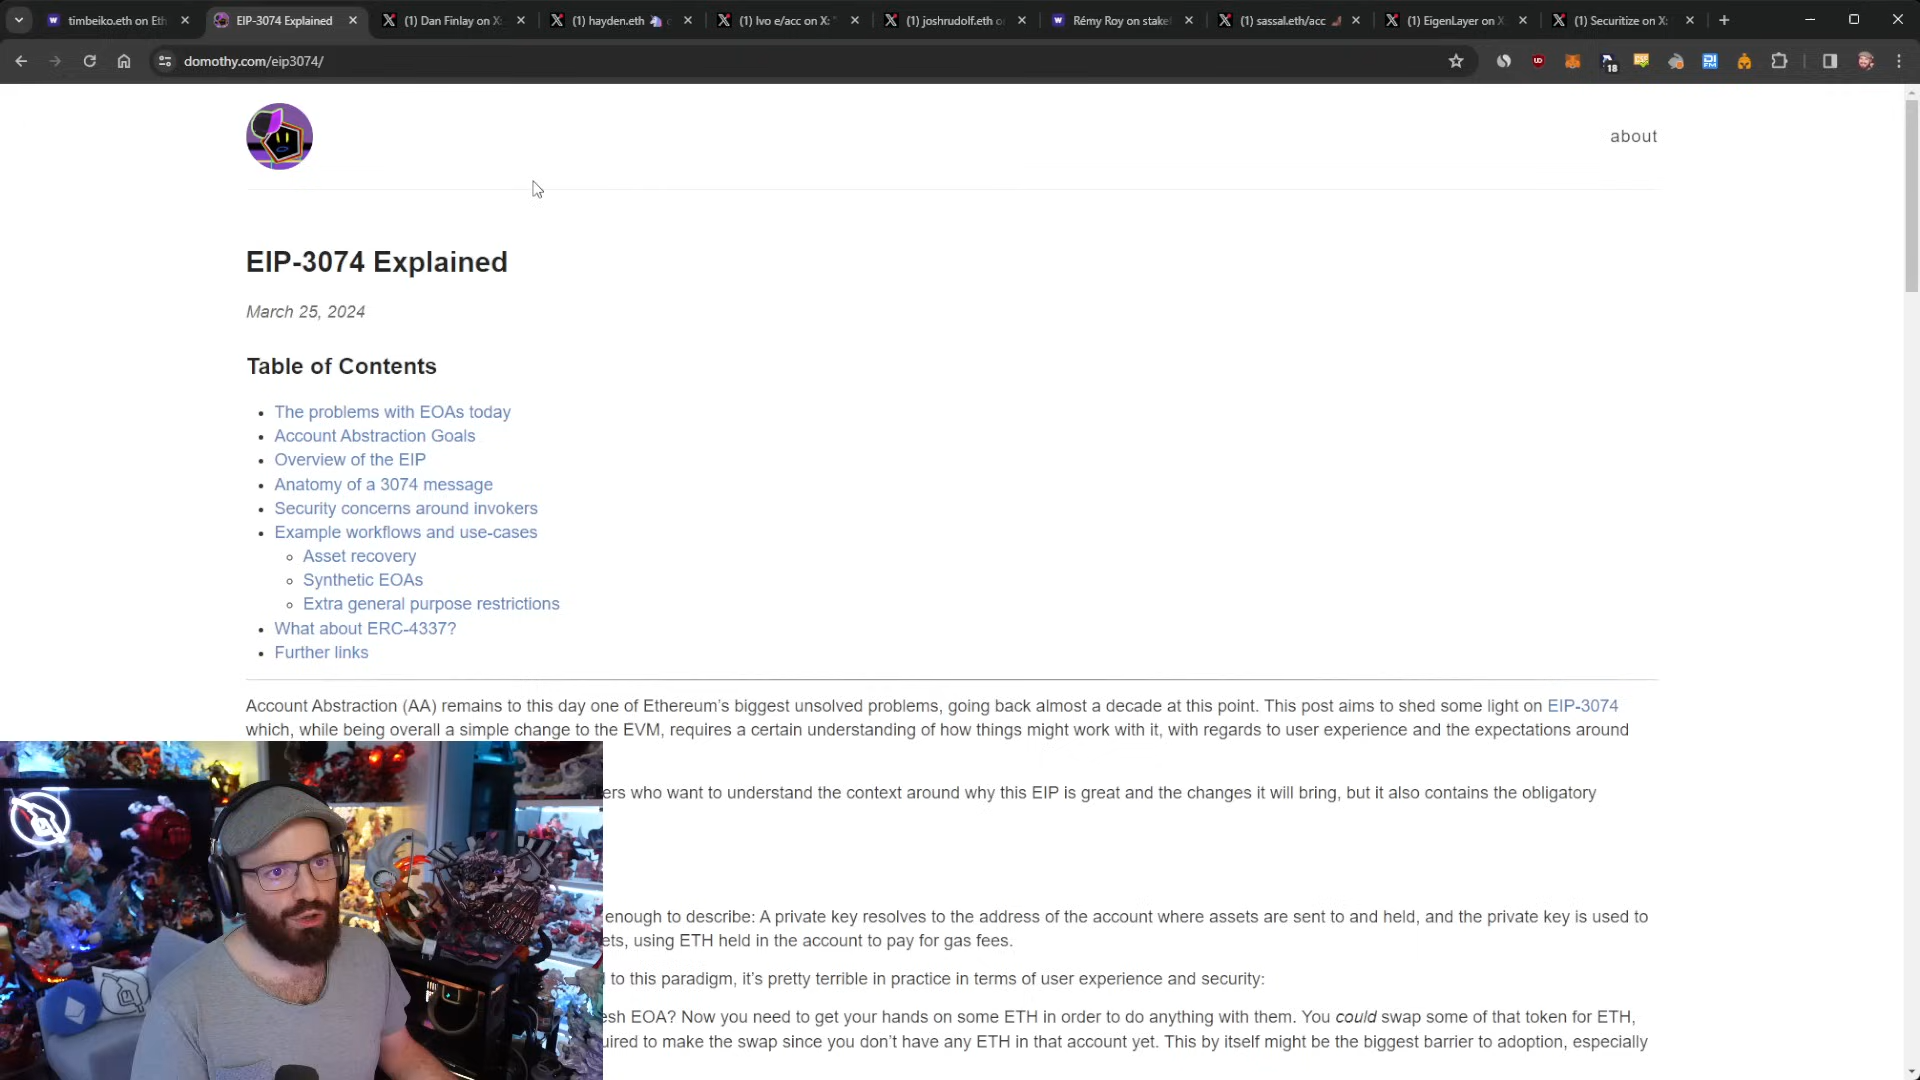 timbeiko.eth on Eth
EIP-3074 Explained
(1) Dan Finlay on X:
(1) hayden.eth
(1) Ivo e/acc on X: "
(1) joshrudolf.eth o
Rémy Roy on stake
(1) sassal.eth/acc
(1) EigenLayer on X
(1) Securitize on X:
domothy.com/eip3074/
18
about
EIP-3074 Explained
March 25, 2024
Table of Contents
The problems with EOAs today
Account Abstraction Goals
Overview of the EIP
Anatomy of a 3074 message
Security concerns around invokers
Example workflows and use-cases
Asset recovery
Synthetic EOAs
Extra general purpose restrictions
What about ERC-4337?
Further links
Account Abstraction (AA) remains to this day one of Ethereum's biggest unsolved problems, going back almost a decade at this point. This post aims to shed some light on EIP-3074
which, while being overall a simple change to the EVM, requires a certain understanding of how things might work with it, with regards to user experience and the expectations around
ers who want to understand the context around why this EIP is great and the changes it will bring, but it also contains the obligatory
enough to describe: A private key resolves to the address of the account where assets are sent to and held, and the private key is used to
ets, using ETH held in the account to pay for gas fees.
to this paradigm, it's pretty terrible in practice in terms of user experience and security:
esh EOA? Now you need to get your hands on some ETH in order to do anything with them. You could swap some of that token for ETH,
uired to make the swap since you don't have any ETH in that account yet. This by itself might be the biggest barrier to adoption, especially